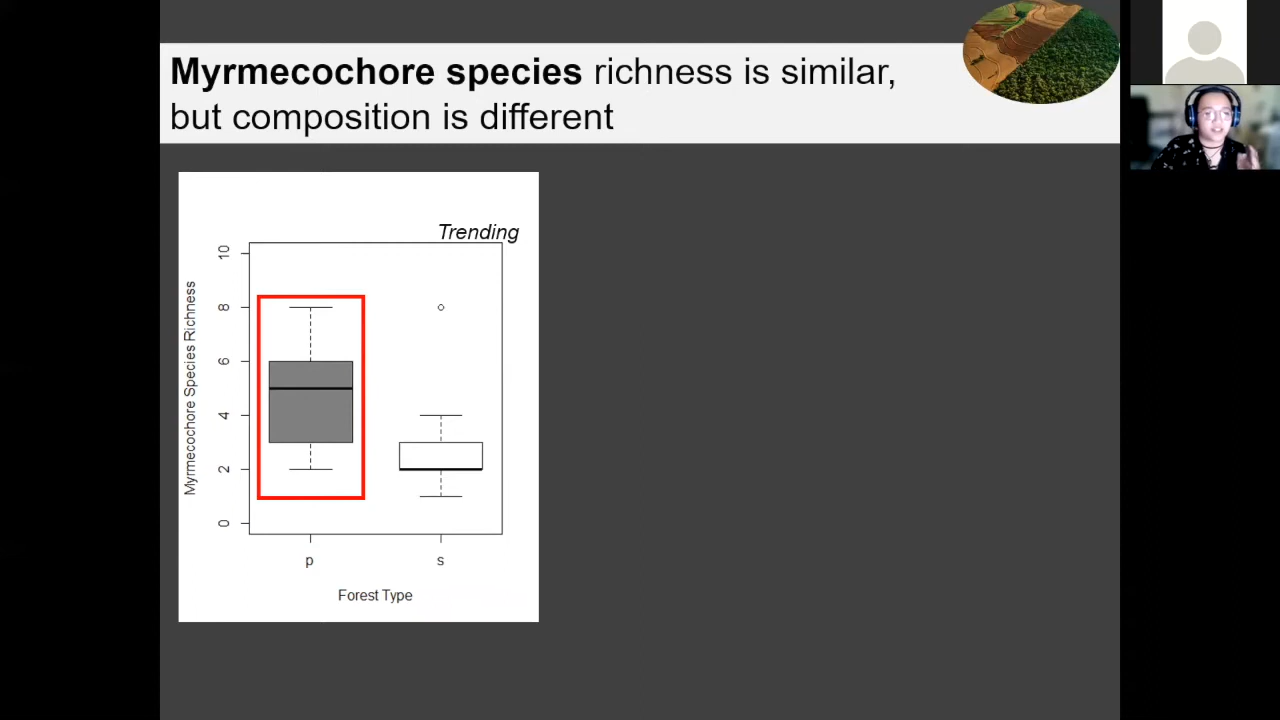 Myrmecochore species richness is similar,
but composition is different
Trending
Myrmecochore Species Richness
10
8
6
4
2
0
p
s
Forest Type